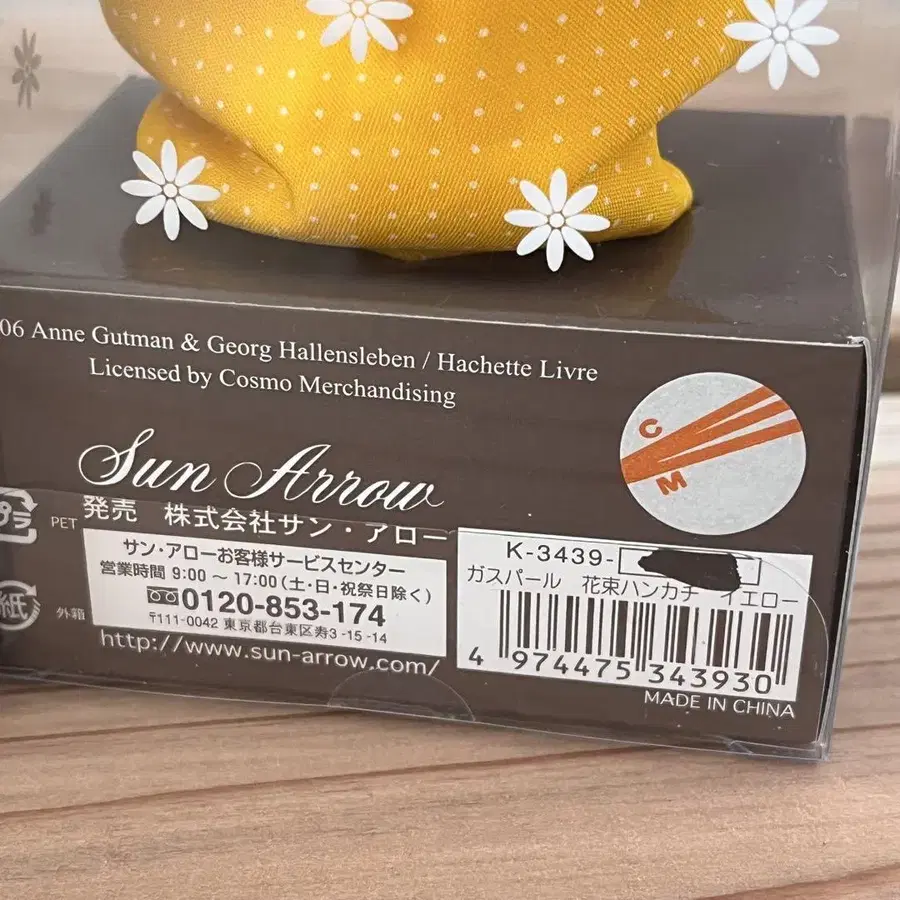 06 Anne Gutman & Georg Hallensleben / Hachette Livre
Licensed by Cosmo Merchandising
C
M
Sun Arrow
プラ PET 発売 株式会社サン・アロー
サン・アローお客様サービスセンター
営業時間 9:00 ~ 17:00 (土・日・祝祭日除く)
0120-853-174
〒111-0042 東京都台東区寿3-15-14
紙 外箱
http://www.sun-arrow.com/
K-3439-
ガスパール 花束ハンカチ イエロー
4 974475 343930
MADE IN CHINA